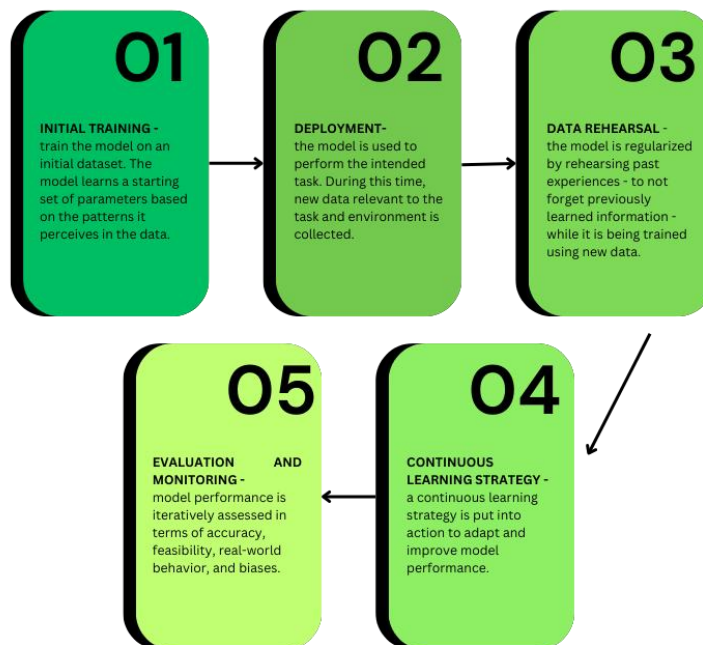 01
INITIAL TRAINING -
train the model on an
initial dataset. The
model learns a starting
set of parameters based
on the patterns it
perceives in the data.
02
DEPLOYMENT-
the model is used to
perform the intended
task. During this time,
new data relevant to the
task and environment is
collected.
03
DATA REHEARSAL -
the model is regularized
by rehearsing past
experiences - to not
forget previously
learned information -
while it is being trained
using new data.
04
CONTINUOUS
LEARNING STRATEGY -
a continuous learning
strategy is put into
action to adapt and
improve model
performance.
05
EVALUATION AND
MONITORING -
model performance is
iteratively assessed in
terms of accuracy,
feasibility, real-world
behavior, and biases.